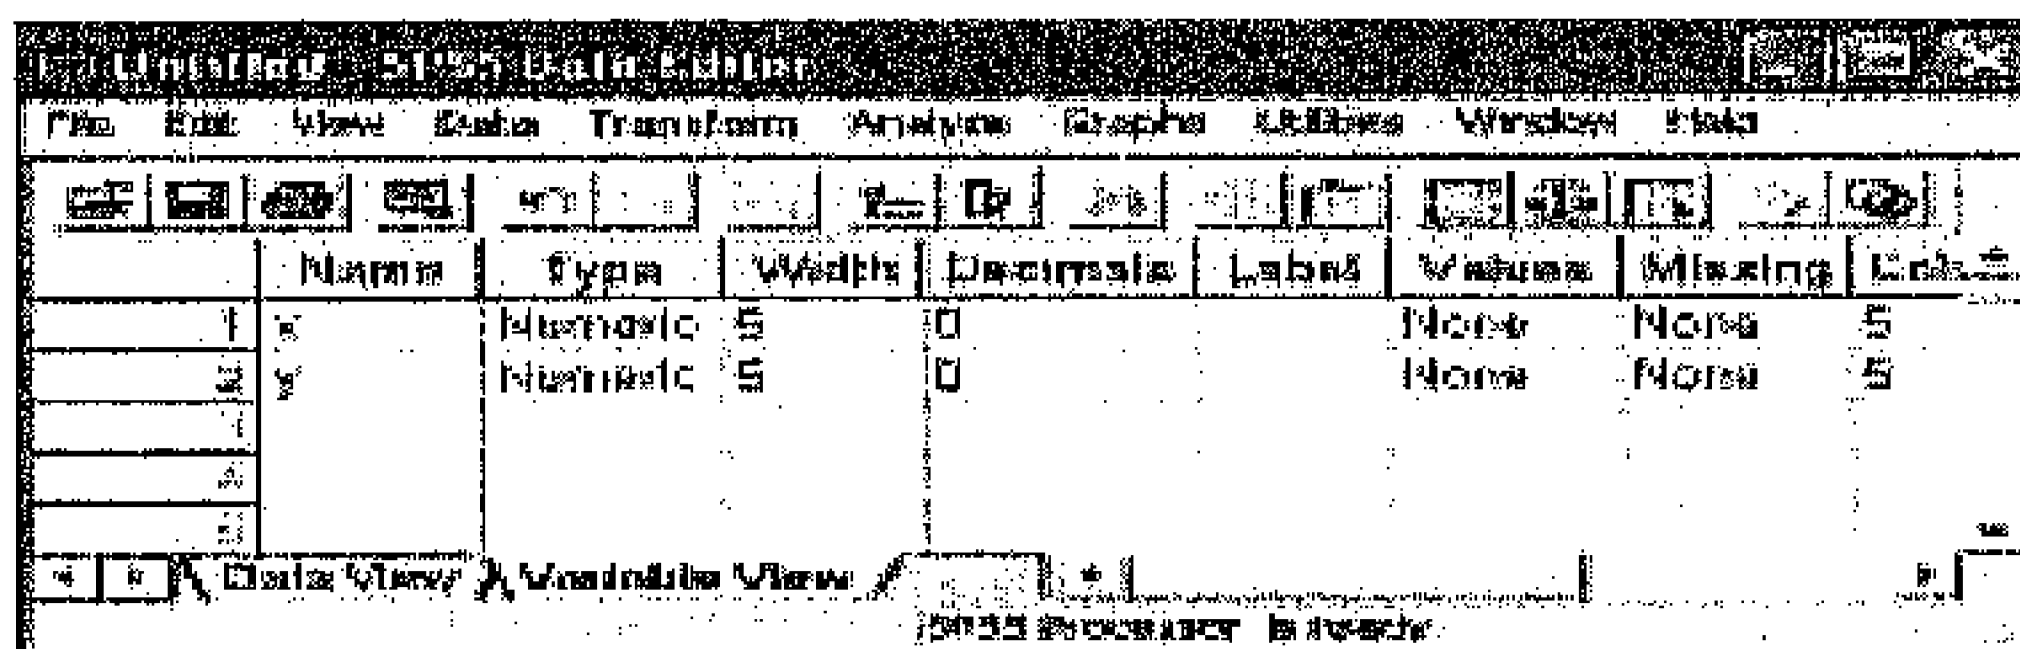 Untitled - SPSS Data Editor
File Edit View Data Transform Analyze Graphs Utilities Window Help
Name Type Width Decimals Label Values Missing
1 Numeric 5 0 None None 5
2 y Numeric 5 0 None None 5
4
5
Data View Variable View
SPSS Processor is ready